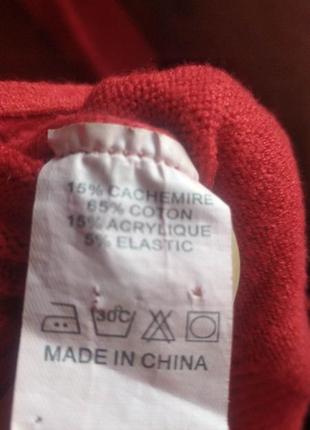 15% CACHEMIRE
65% COTON
15% ACRYLIQUE
5% ELASTIC
30°C
MADE IN CHINA